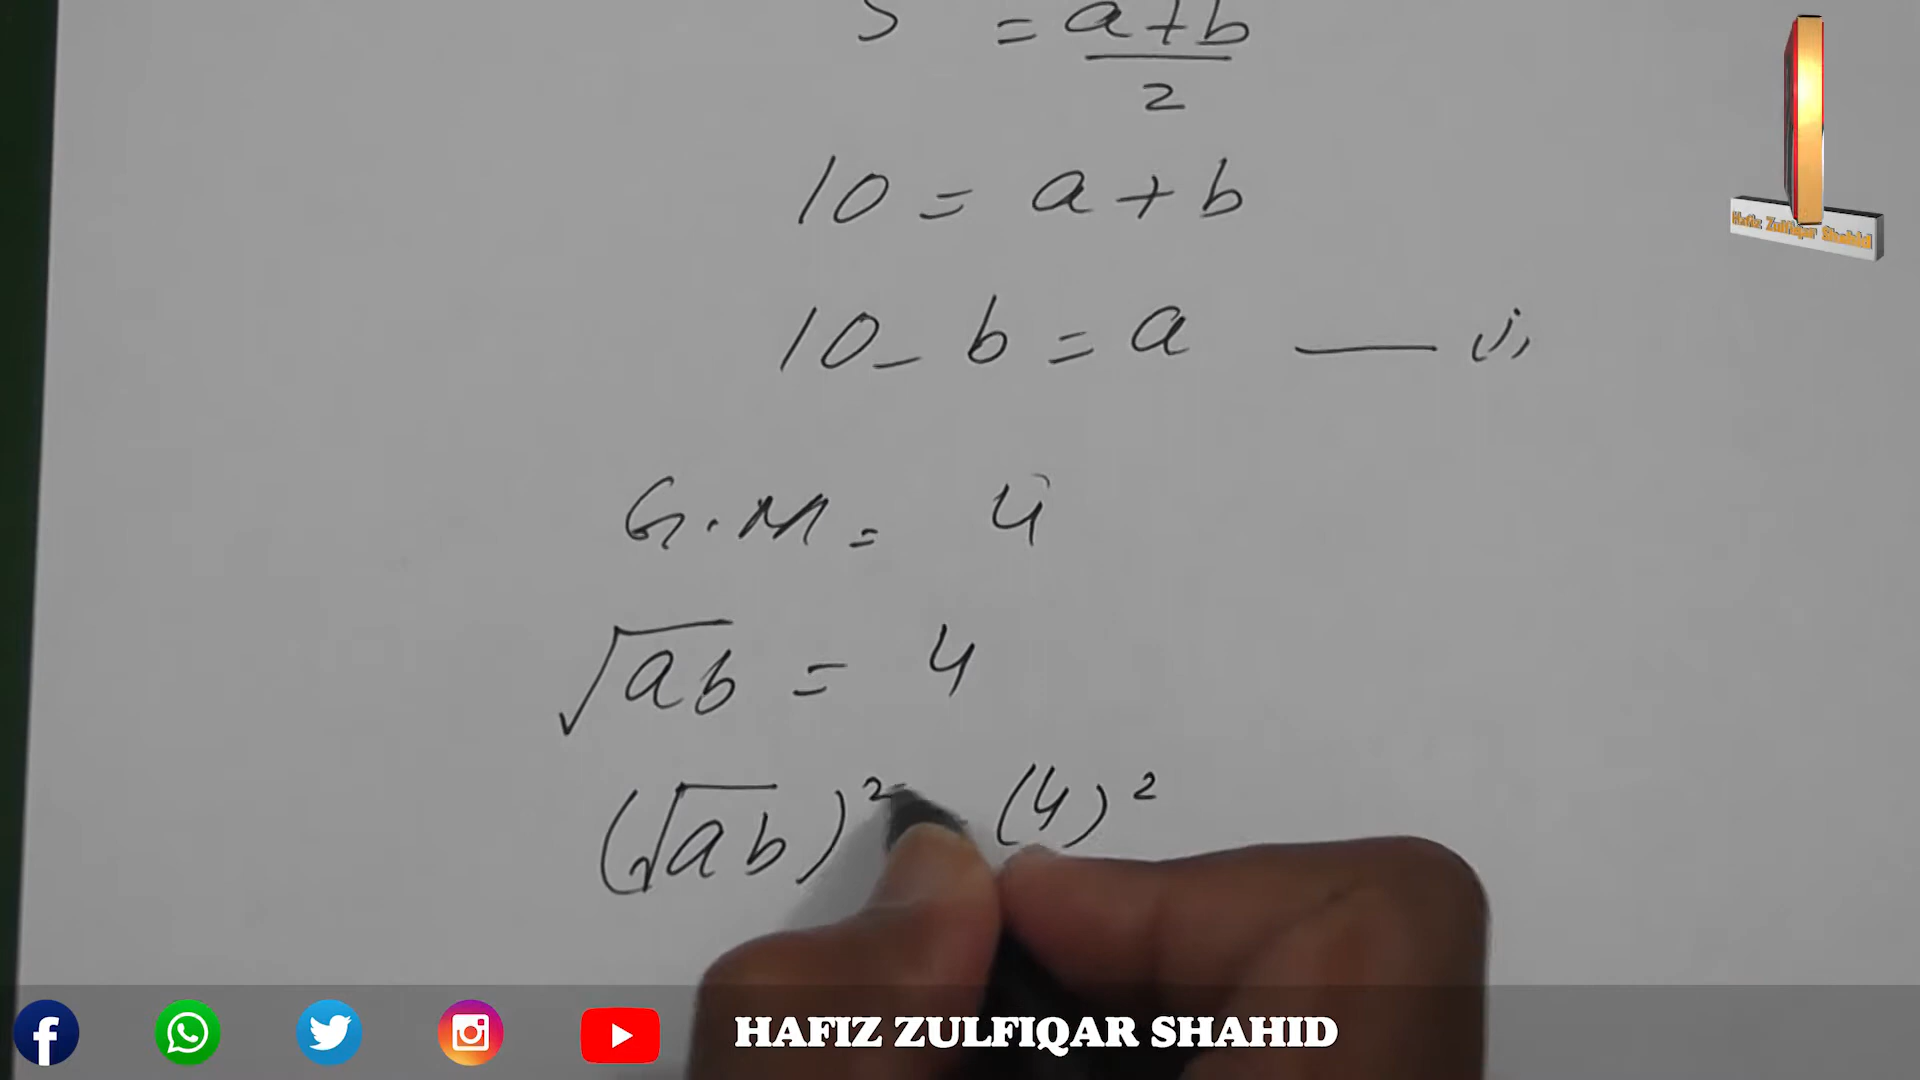 5 = a+b
2
10 = a + b
10 - b = a — i,
G.M = 4
√ab = 4
(√ab)² (4)²
Hafiz Zulfiqar Shahid
HAFIZ ZULFIQAR SHAHID